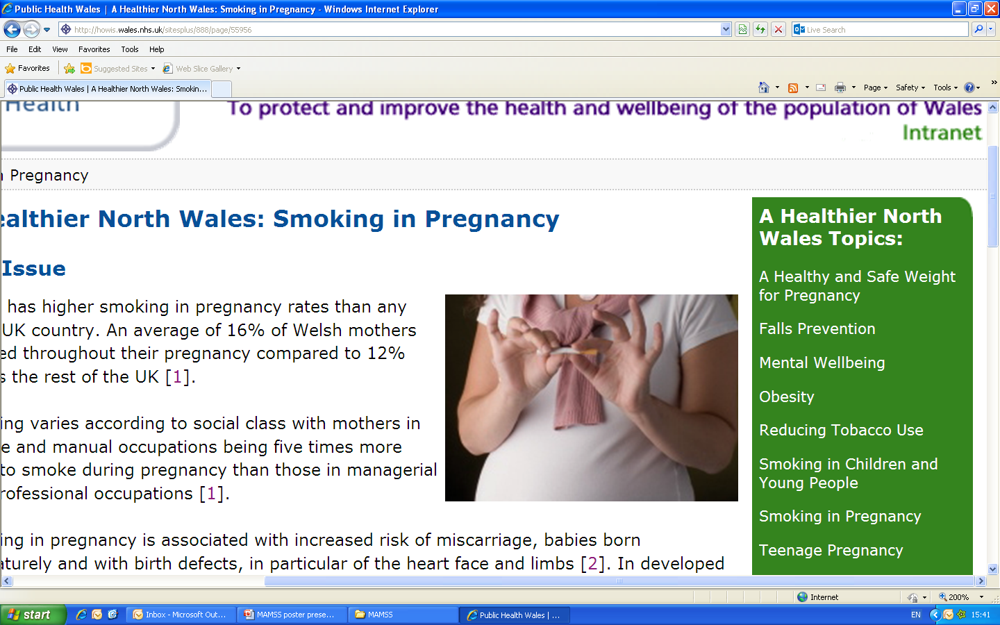 Public Health Wales | A Healthier North Wales: Smoking in Pregnancy - Windows Internet Explorer
http://howis.wales.nhs.uk/sitesplus/888/page/55956
Live Search
File Edit View Favorites Tools Help
Favorites Suggested Sites Web Slice Gallery
Public Health Wales | A Healthier North Wales: Smokin...
Page Safety Tools
Health
To protect and improve the health and wellbeing of the population of Wales
Intranet
Pregnancy
ealthier North Wales: Smoking in Pregnancy
Issue
has higher smoking in pregnancy rates than any
UK country. An average of 16% of Welsh mothers
ed throughout their pregnancy compared to 12%
s the rest of the UK [1].
ing varies according to social class with mothers in
e and manual occupations being five times more
to smoke during pregnancy than those in managerial
rofessional occupations [1].
ing in pregnancy is associated with increased risk of miscarriage, babies born
aturely and with birth defects, in particular of the heart face and limbs [2]. In developed
A Healthier North
Wales Topics:
A Healthy and Safe Weight
for Pregnancy
Falls Prevention
Mental Wellbeing
Obesity
Reducing Tobacco Use
Smoking in Children and
Young People
Smoking in Pregnancy
Teenage Pregnancy
Internet
200%
start
Inbox - Microsoft Out...
MAMSS poster prese...
MAMSS
Public Health Wales | ...
EN
15:41